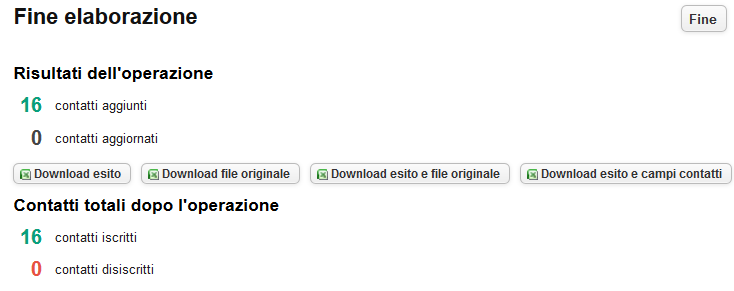 Fine elaborazione
Fine
Risultati dell'operazione
16 contatti aggiunti
0 contatti aggiornati
Download esito Download file originale Download esito e file originale Download esito e campi contatti
Contatti totali dopo l'operazione
16 contatti iscritti
0 contatti disiscritti